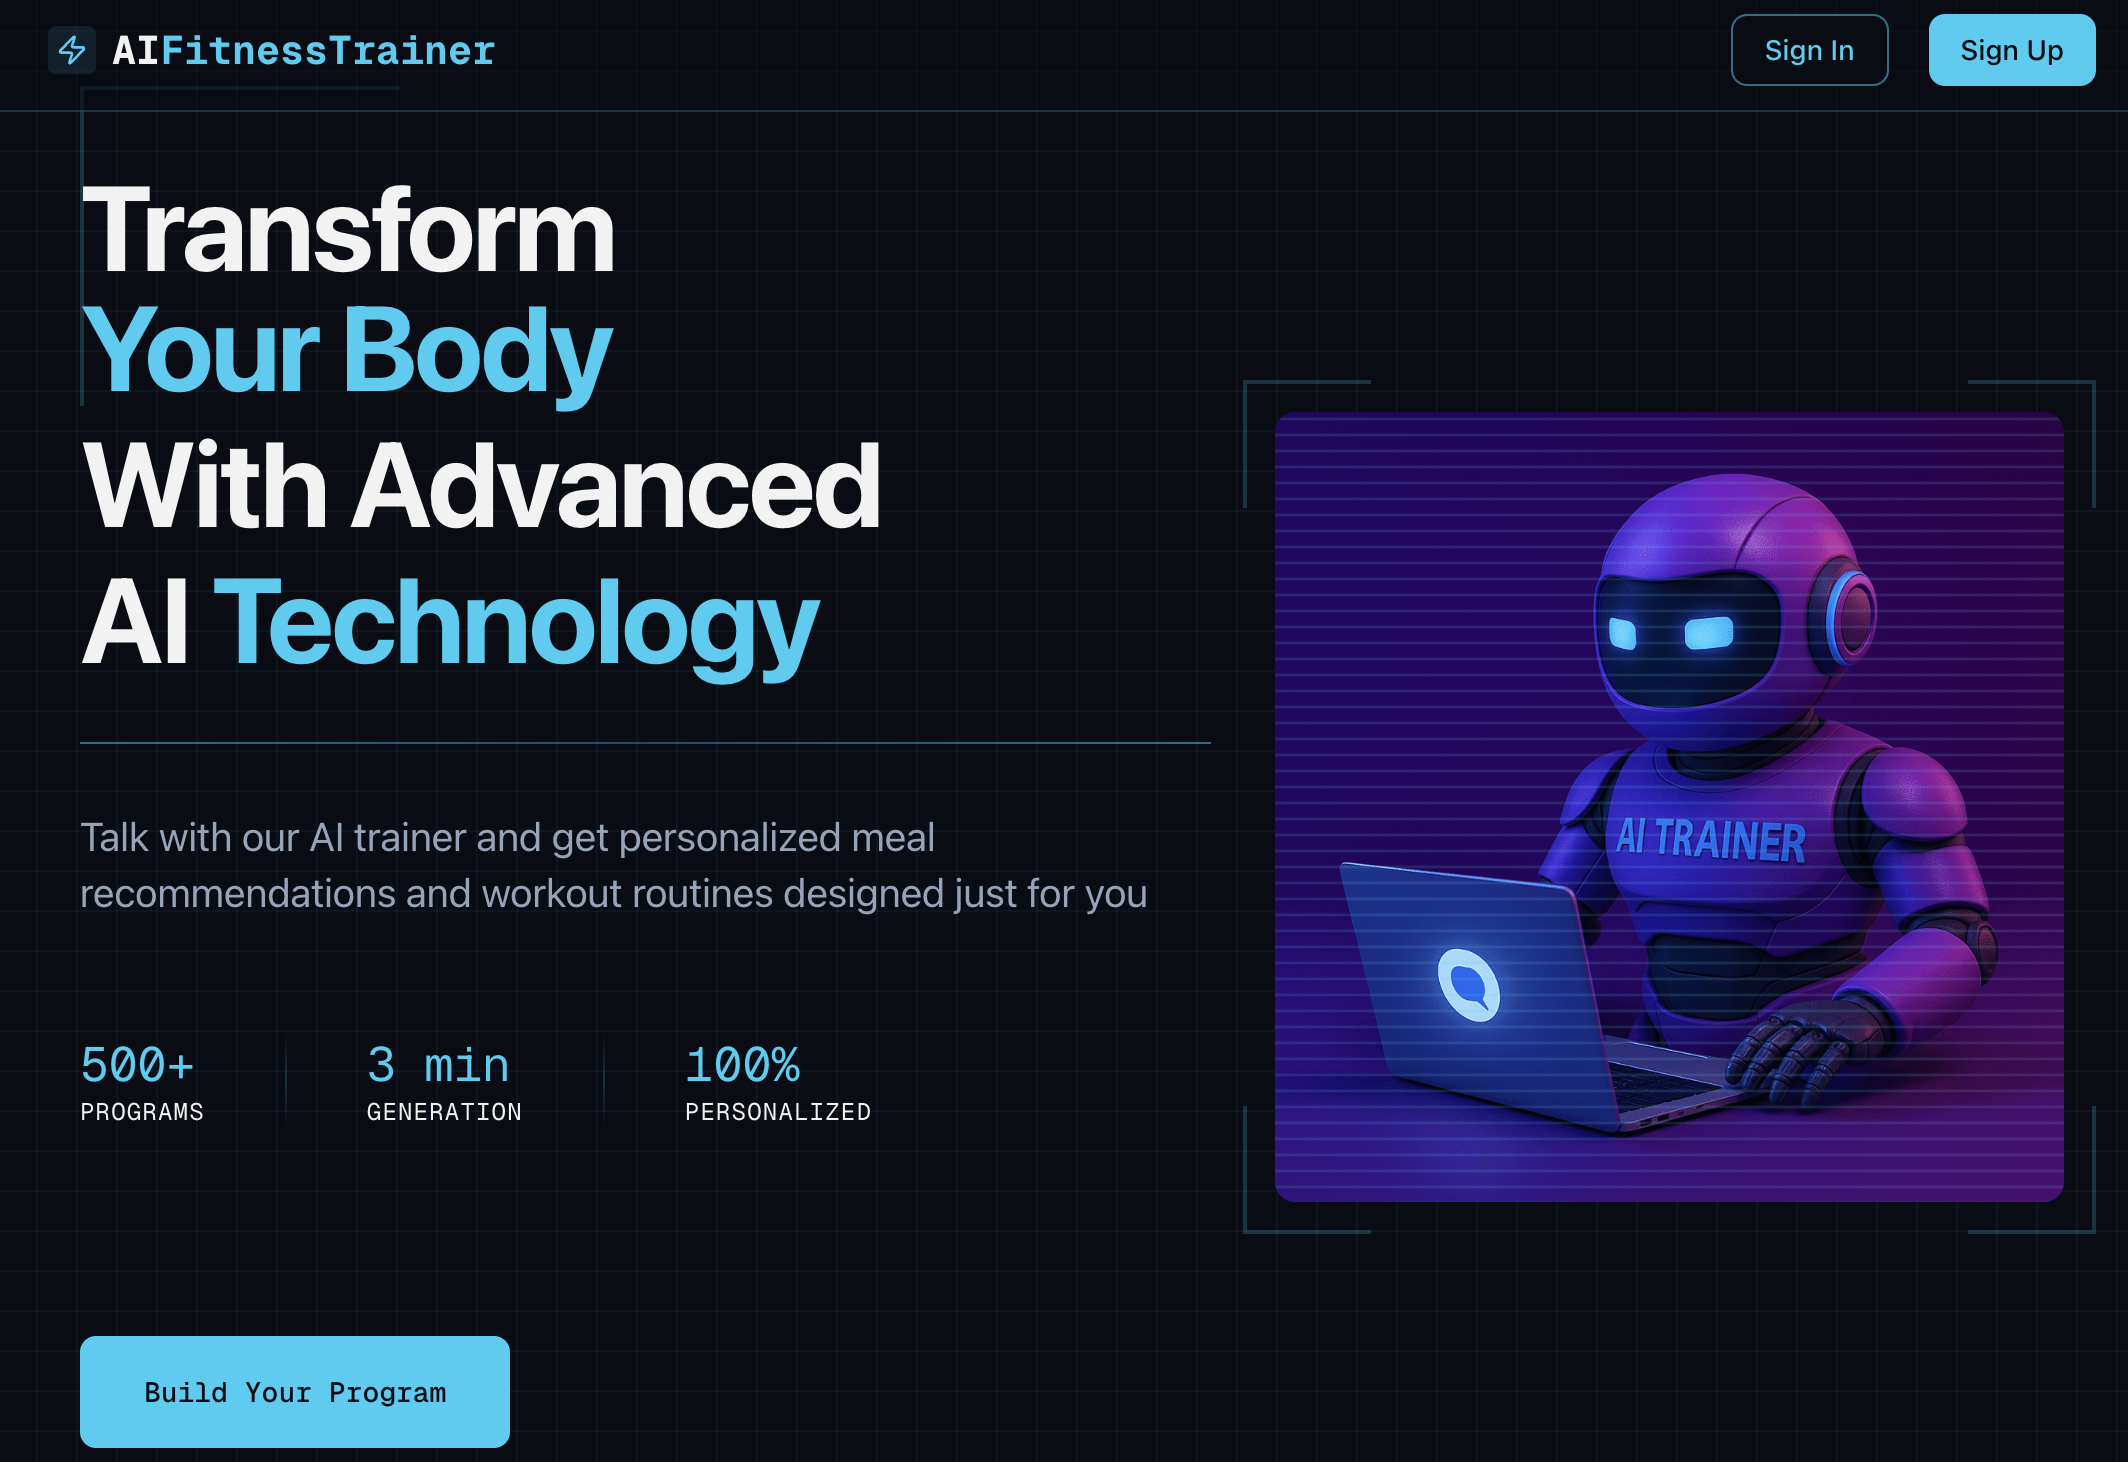 AIFitnessTrainer
Sign In
Sign Up
Transform
Your Body
With Advanced
AI Technology
Talk with our AI trainer and get personalized meal
recommendations and workout routines designed just for you
500+
PROGRAMS
3 min
GENERATION
100%
PERSONALIZED
Build Your Program
AI TRAINER